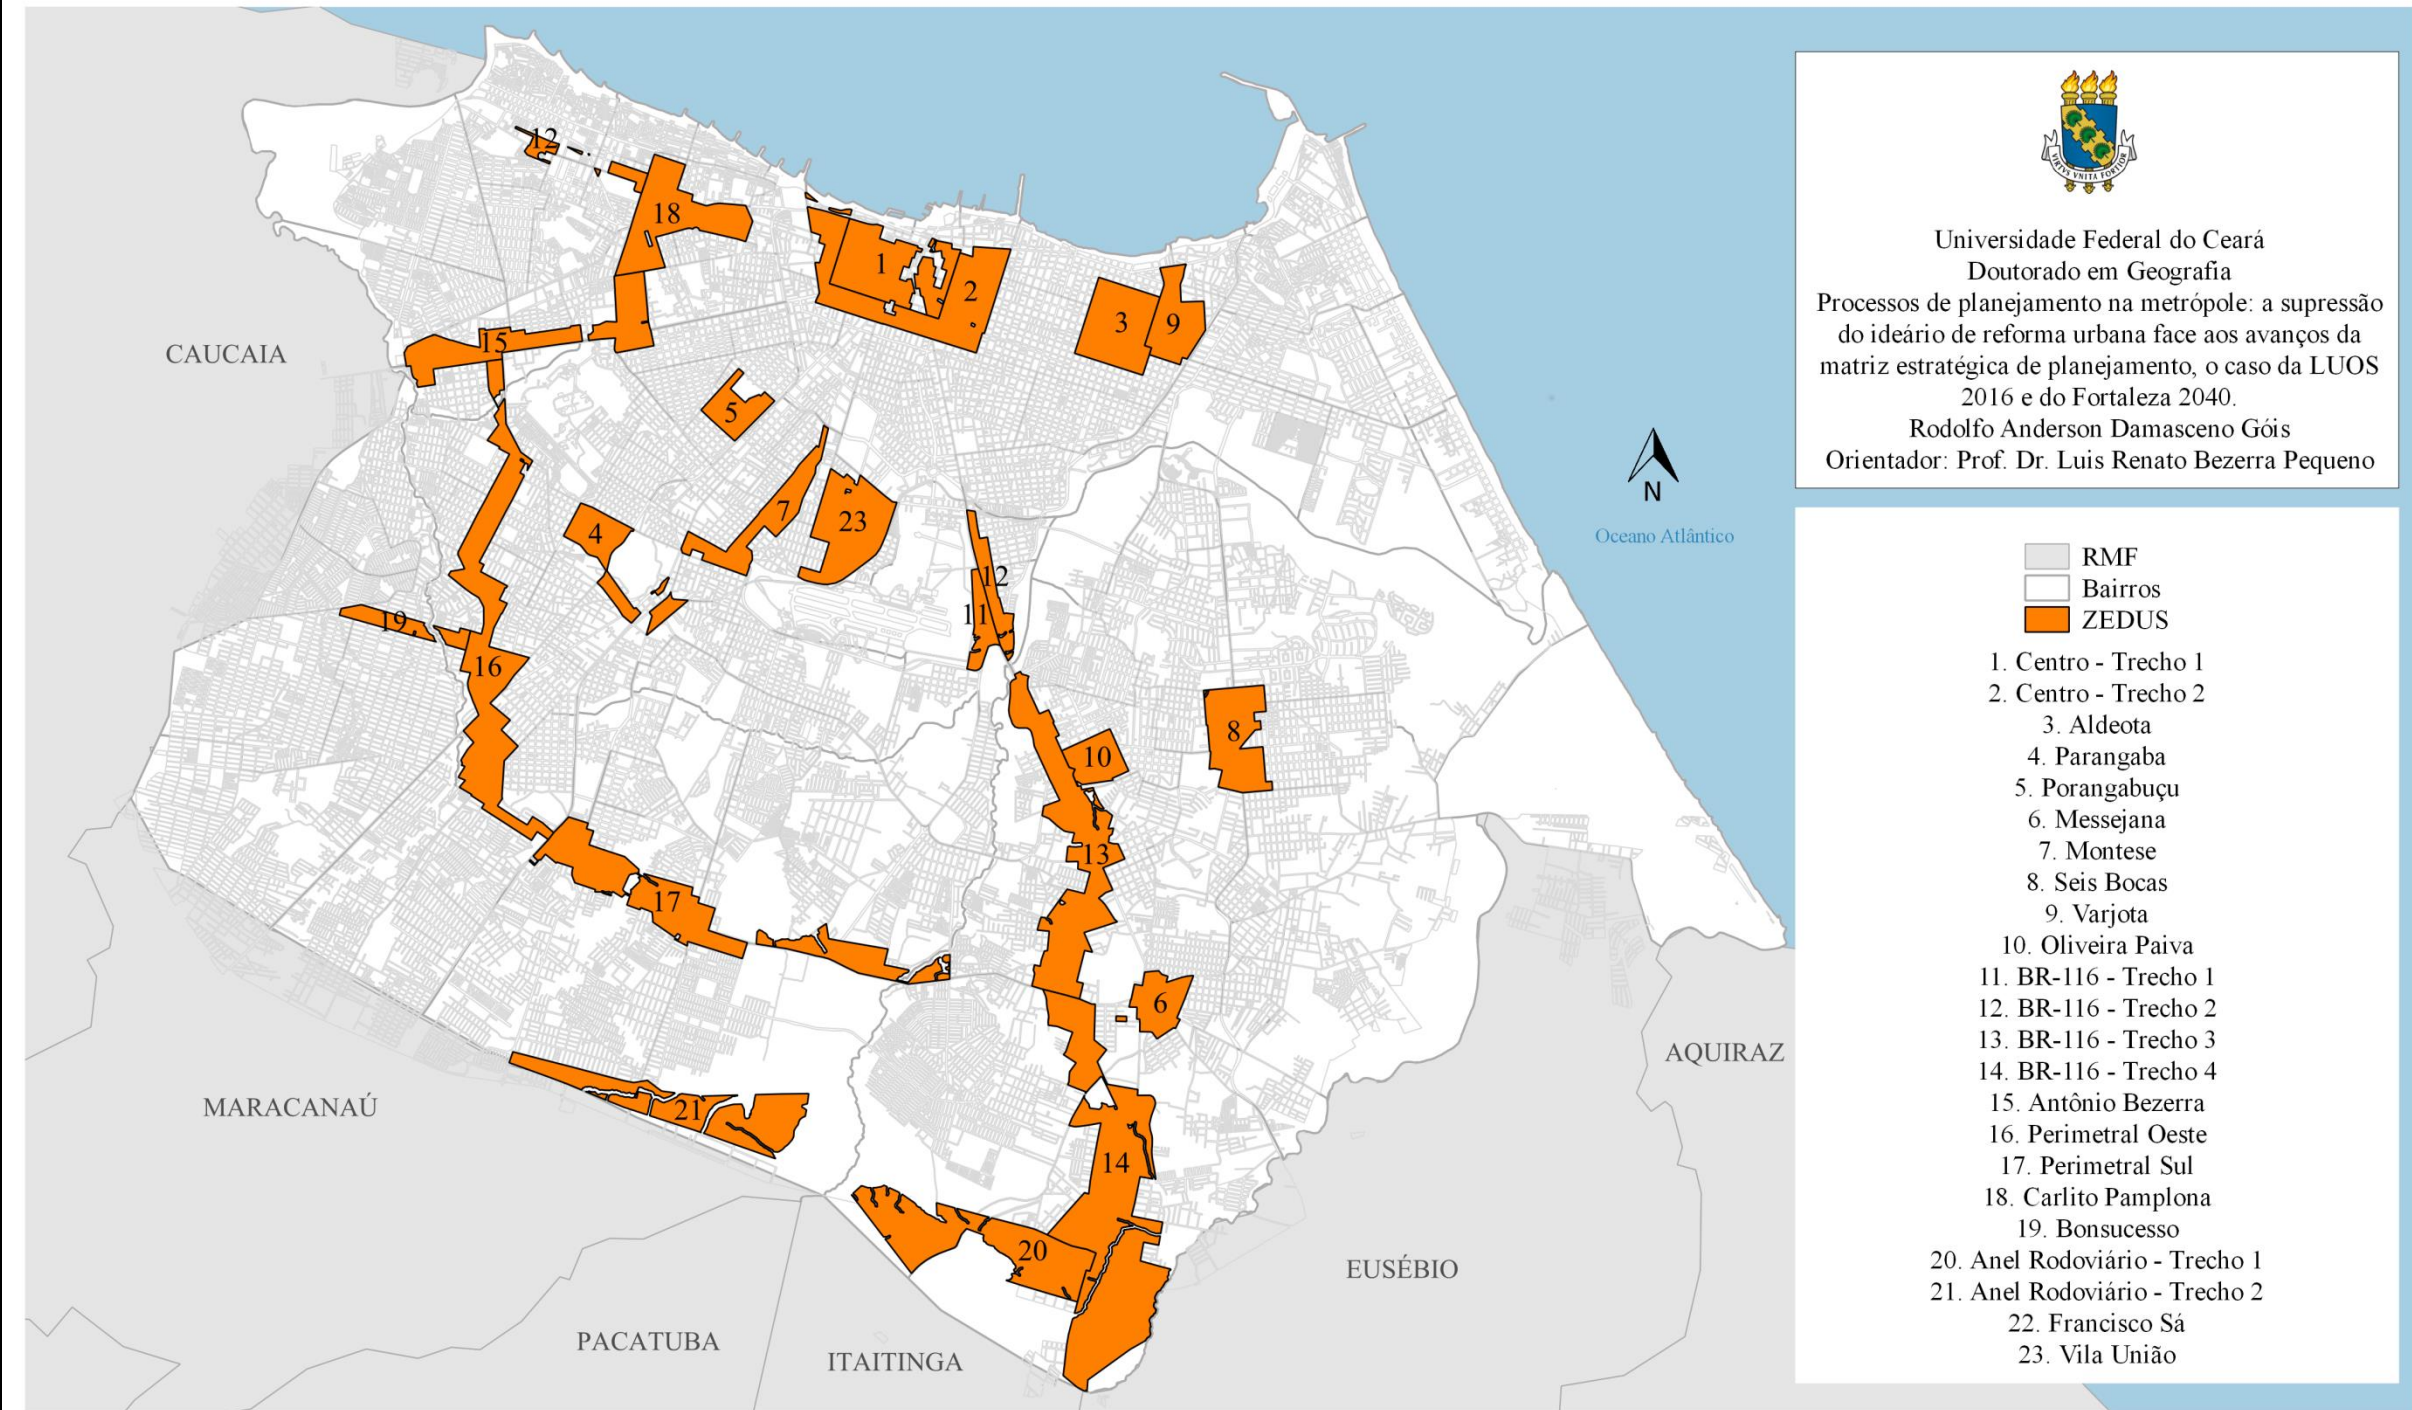 12
18
1
2
3
9
15
5
7
4
23
12
11
19
16
8
10
13
17
6
21
14
20
CAUCAIA
MARACANAÚ
PACATUBA
ITAITINGA
EUSÉBIO
AQUIRAZ
N
Oceano Atlântico
VIRTVS VNITA FORTIOR
Universidade Federal do Ceará
Doutorado em Geografia
Processos de planejamento na metrópole: a supressão
do ideário de reforma urbana face aos avanços da
matriz estratégica de planejamento, o caso da LUOS
2016 e do Fortaleza 2040.
Rodolfo Anderson Damasceno Góis
Orientador: Prof. Dr. Luis Renato Bezerra Pequeno
RMF
Bairros
ZEDUS
1. Centro - Trecho 1
2. Centro - Trecho 2
3. Aldeota
4. Parangaba
5. Porangabuçu
6. Messejana
7. Montese
8. Seis Bocas
9. Varjota
10. Oliveira Paiva
11. BR-116 - Trecho 1
12. BR-116 - Trecho 2
13. BR-116 - Trecho 3
14. BR-116 - Trecho 4
15. Antônio Bezerra
16. Perimetral Oeste
17. Perimetral Sul
18. Carlito Pamplona
19. Bonsucesso
20. Anel Rodoviário - Trecho 1
21. Anel Rodoviário - Trecho 2
22. Francisco Sá
23. Vila União